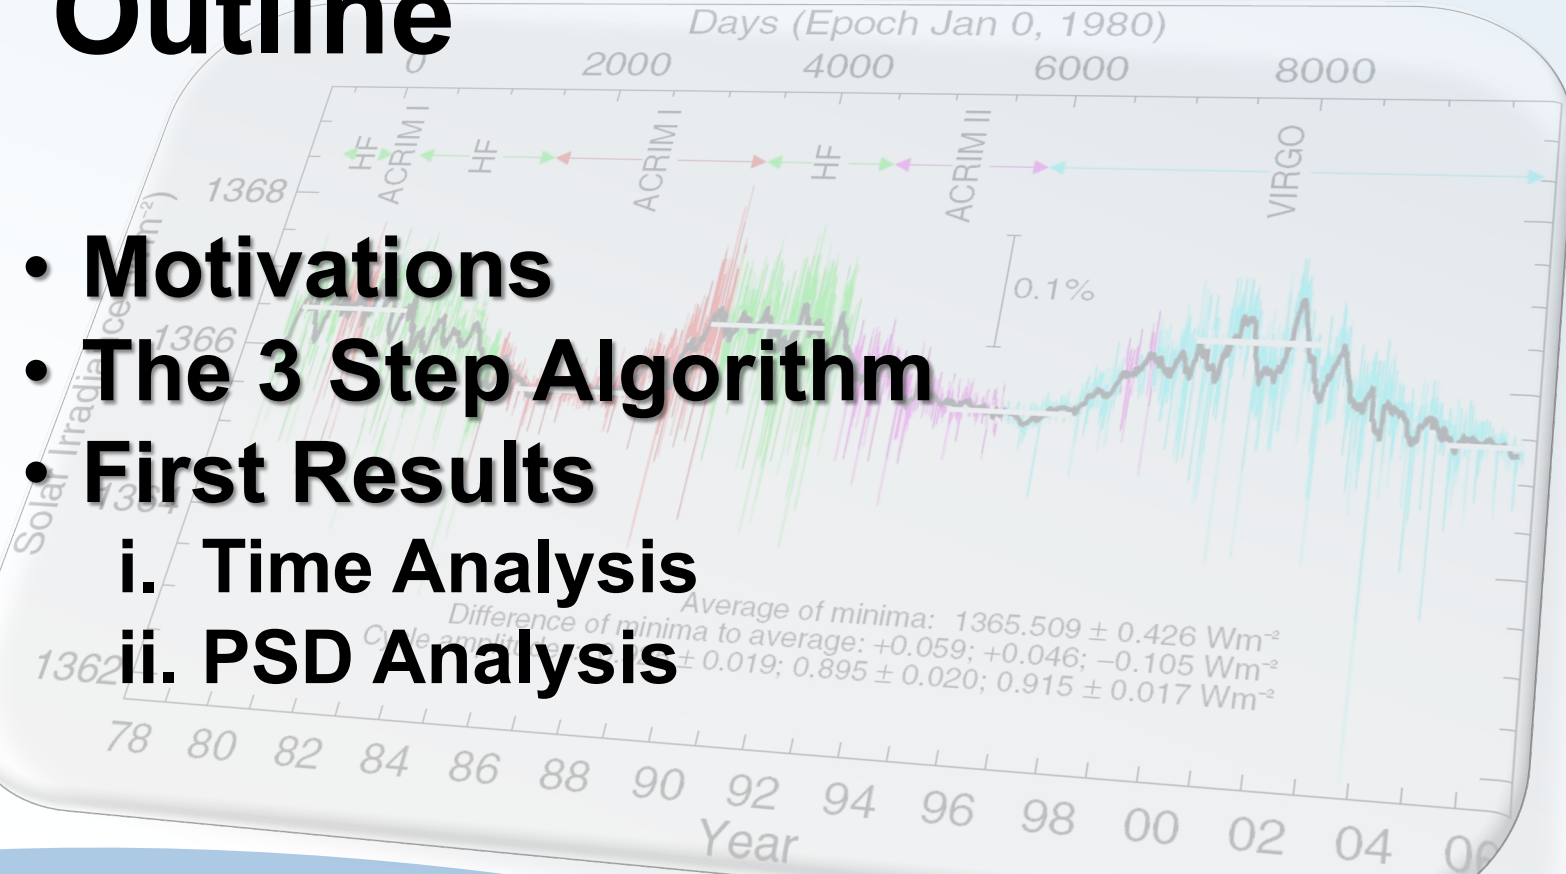 Outline
Days (Epoch Jan 0, 1980)
0 2000 4000 6000 8000
HF ACRIM I HF ACRIM I HF ACRIM II VIRGO
1368
• Motivations
0.1%
1366
• The 3 Step Algorithm
Solar Irradiance
• First Results
1364
i. Time Analysis
Average of minima: 1365.509 ± 0.426 Wm⁻²
Difference of minima to average: +0.059; +0.046; −0.105 Wm⁻²
ii. PSD Analysis
± 0.019; 0.895 ± 0.020; 0.915 ± 0.017 Wm⁻²
1362
78 80 82 84 86 88 90 92 94 96 98 00 02 04 06
Year